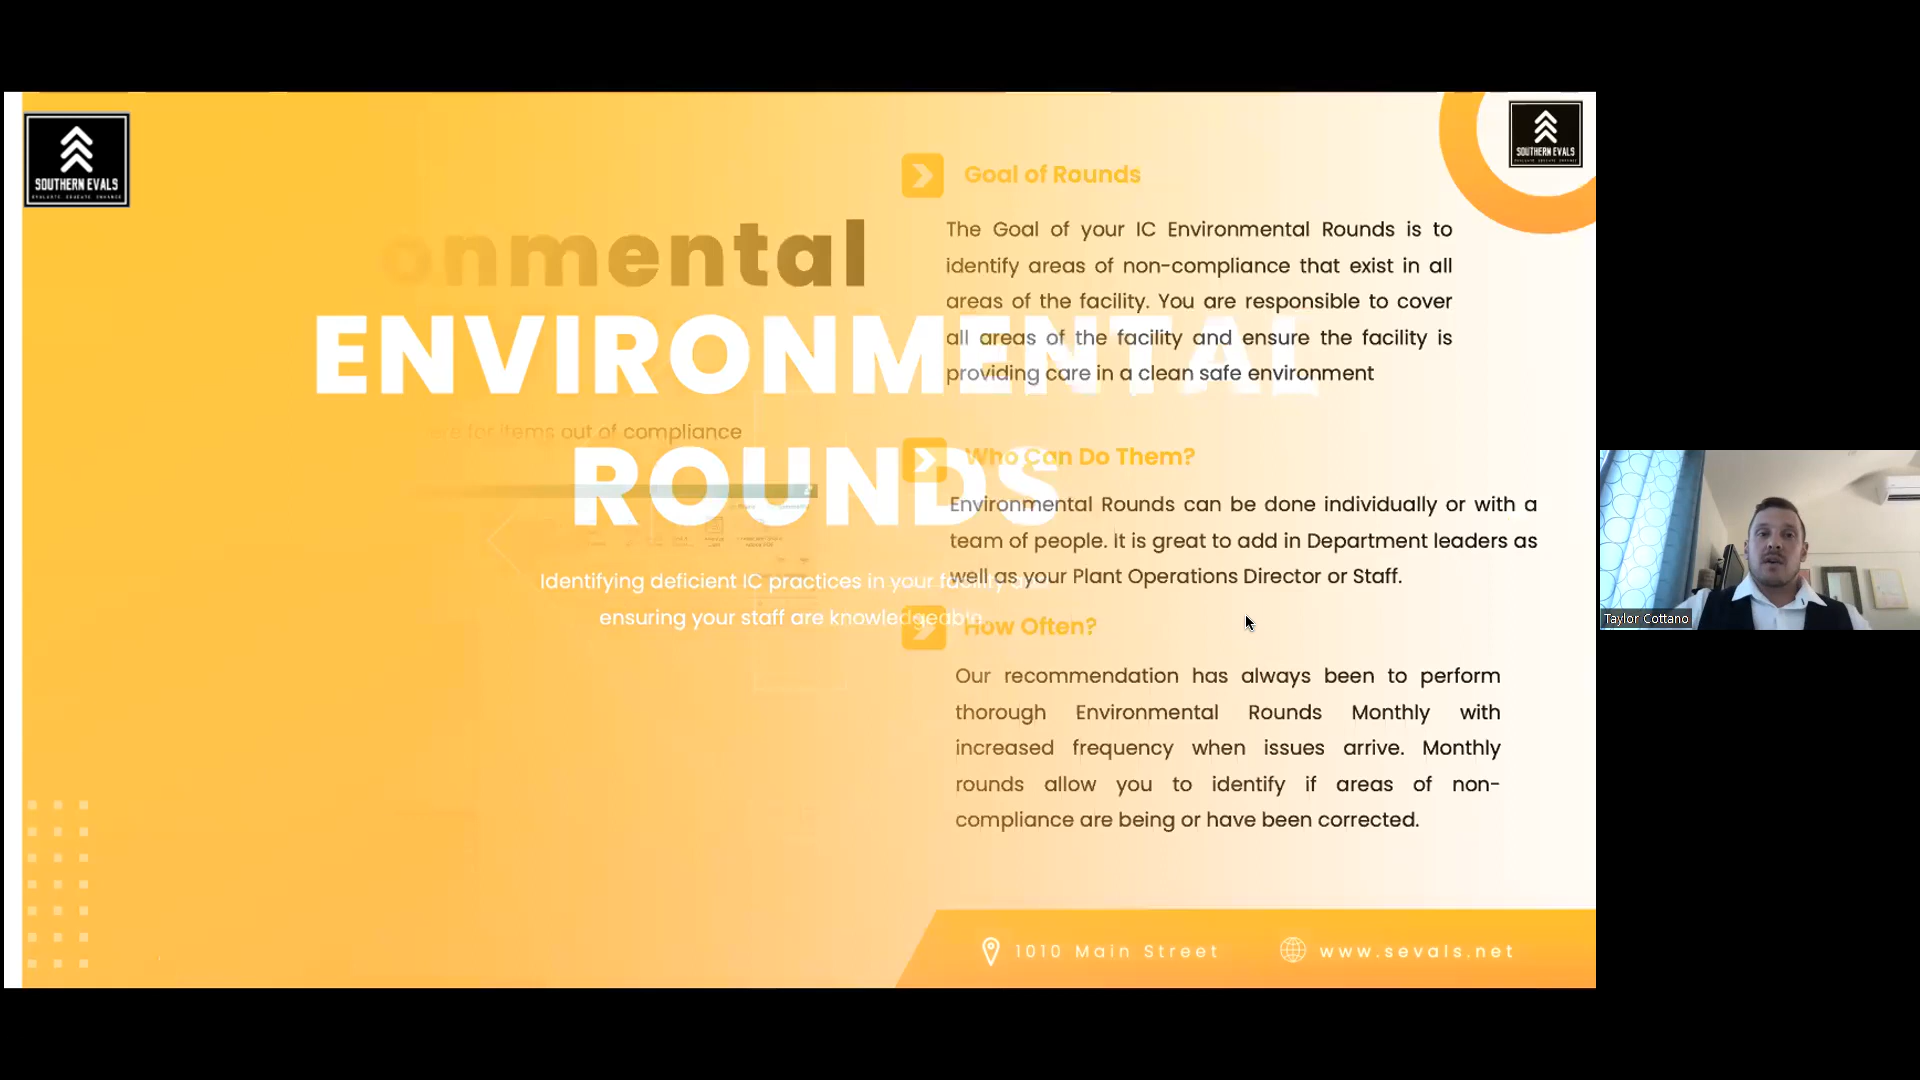 SOUTHERN EVALS
EVALUATE EDUCATE ENHANCE
onmental
ENVIRONMENTAL
ROUNDS
for items out of compliance
Identifying deficient IC practices in your facility and
ensuring your staff are knowledgeable.
SOUTHERN EVALS
Goal of Rounds
The Goal of your IC Environmental Rounds is to
identify areas of non-compliance that exist in all
areas of the facility. You are responsible to cover
all areas of the facility and ensure the facility is
providing care in a clean safe environment
Who Can Do Them?
Environmental Rounds can be done individually or with a
team of people. It is great to add in Department leaders as
well as your Plant Operations Director or Staff.
How Often?
Our recommendation has always been to perform
thorough Environmental Rounds Monthly with
increased frequency when issues arrive. Monthly
rounds allow you to identify if areas of non-
compliance are being or have been corrected.
1010 Main Street
www.sevals.net
Taylor Cottano